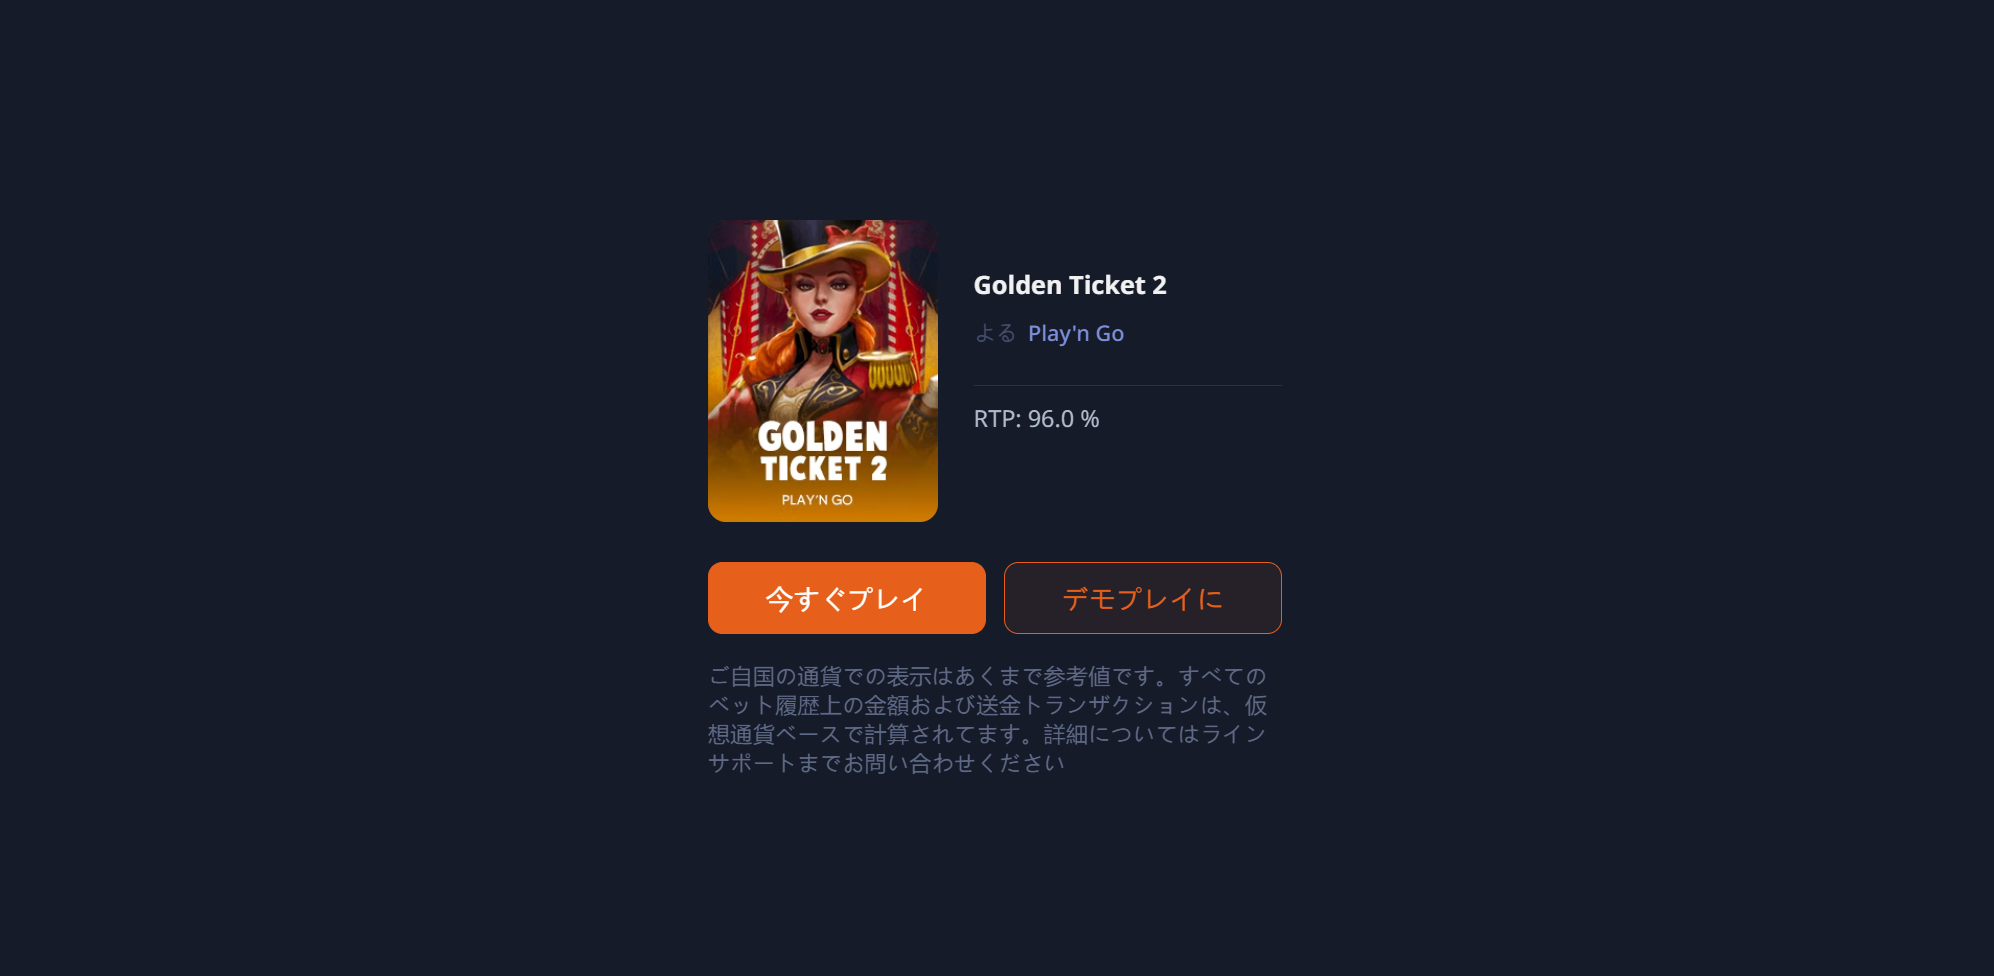 GOLDEN
TICKET 2
PLAY'N GO
Golden Ticket 2
よる Play'n Go
RTP: 96.0 %
今すぐプレイ
デモプレイに
ご自国の通貨での表示はあくまで参考値です。すべての
ベット履歴上の金額および送金トランザクションは、仮
想通貨ベースで計算されてます。詳細についてはライン
サポートまでお問い合わせください